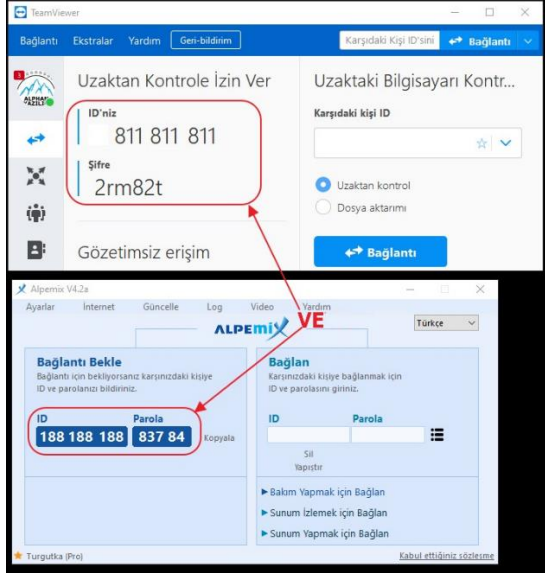 TeamViewer
Bağlantı Ekstralar Yardım Geri-bildirim Karşıdaki Kişi ID'sini Bağlantı
3
ALPHA
YAZILI
Uzaktan Kontrole İzin Ver
ID'niz
811 811 811
Şifre
2rm82t
Gözetimsiz erişim
Uzaktaki Bilgisayarı Kontr...
Karşıdaki kişi ID
Uzaktan kontrol
Dosya aktarımı
Bağlantı
VE
Alpemix V4.2a
Ayarlar İnternet Güncelle Log Video Yardım
ALPEMİX
Türkçe
Bağlantı Bekle
Bağlantı için bekliyorsanız karşınızdaki kişiye
ID ve parolanızı bildiriniz.
ID Parola
188 188 188 837 84 Kopyala
Bağlan
Karşınızdaki kişiye bağlanmak için
ID ve parolasını giriniz.
ID Parola
Sil
Yapıştır
Bakım Yapmak için Bağlan
Sunum İzlemek için Bağlan
Sunum Yapmak için Bağlan
Turgutka (Pro)
Kabul ettiğiniz sözleşme